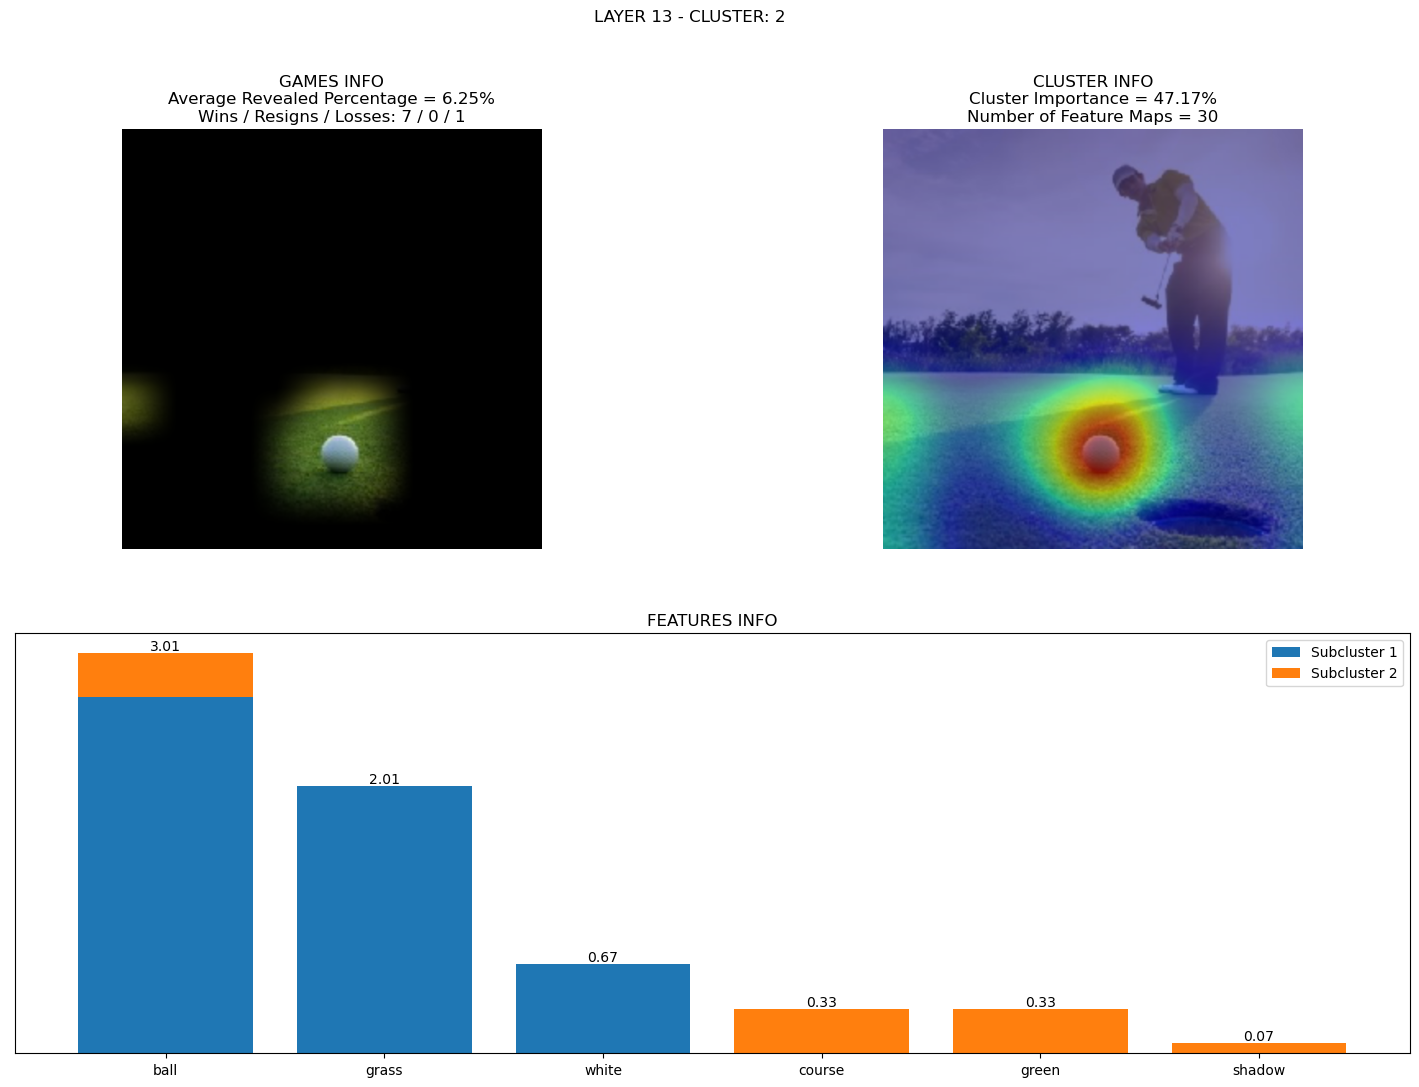 LAYER 13 - CLUSTER: 2
GAMES INFO
Average Revealed Percentage = 6.25%
Wins / Resigns / Losses: 7 / 0 / 1
CLUSTER INFO
Cluster Importance = 47.17%
Number of Feature Maps = 30
FEATURES INFO
Subcluster 1
Subcluster 2
3.01
2.01
0.67
0.33
0.33
0.07
ball
grass
white
course
green
shadow